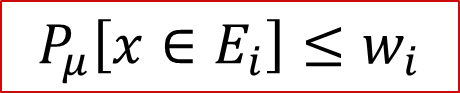 P_μ[x ∈ E_i] ≤ w_i